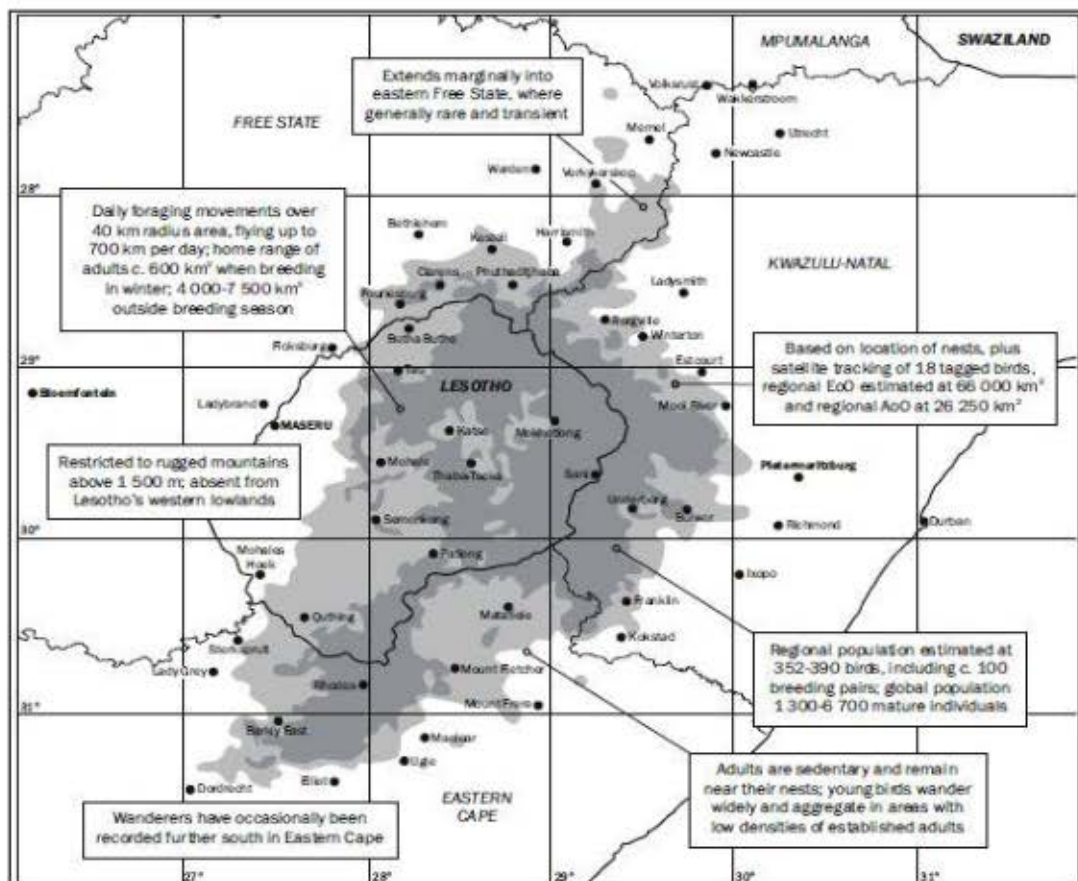 MPUMALANGA
SWAZILAND
Extends marginally into
eastern Free State, where
generally rare and transient
Volksrust
Wakkerstroom
FREE STATE
Memel
Utrecht
Newcastle
Warden
28°
Daily foraging movements over
40 km radius area, flying up to
700 km per day; home range of
adults c. 600 km² when breeding
in winter; 4 000-7 500 km²
outside breeding season
Bethlehem
Kestell
Harrismith
KWAZULU-NATAL
Clarens
Phuthaditjhaba
Ladysmith
Fouriesburg
Bergville
Butha Buthe
Winterton
Ficksburg
29°
Estcourt
Based on location of nests, plus
satellite tracking of 18 tagged birds,
regional EoO estimated at 66 000 km²
and regional AoO at 26 250 km²
Bloemfontein
LESOTHO
Ladybrand
Mooi River
MASERU
Katse
Mokhotlong
Restricted to rugged mountains
above 1 500 m; absent from
Lesotho's western lowlands
Mohale
Thaba-Tseka
Sani
Pietermaritzburg
Underberg
Bulwer
Semonkong
Richmond
Durban
30°
Mohales
Hoek
Ixopo
Quthing
Matatiele
Franklin
Sterkspruit
Kokstad
Lady Grey
Mount Fletcher
Regional population estimated at
352-390 birds, including c. 100
breeding pairs; global population
1 300-6 700 mature individuals
Rhodes
Mount Frere
31°
Barkly East
Maclear
Ugie
Elliot
Dordrecht
EASTERN
CAPE
Adults are sedentary and remain
near their nests; young birds wander
widely and aggregate in areas with
low densities of established adults
Wanderers have occasionally been
recorded further south in Eastern Cape
27°
28°
29°
30°
31°